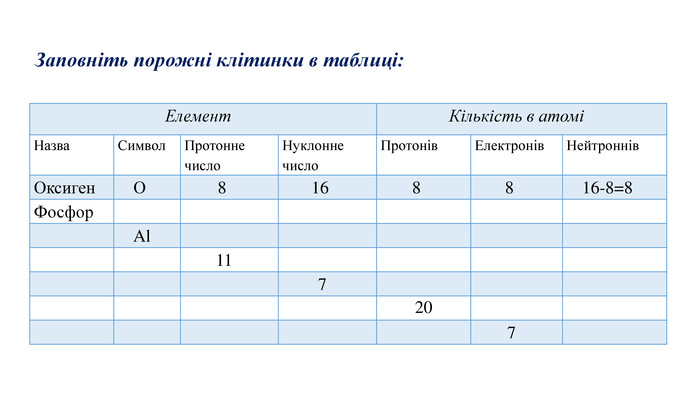 Заповніть порожні клітинки в таблиці:
Елемент Кількість в атомі
Назва Символ Протонне число Нуклонне число Протонів Електронів Нейтроннів
Оксиген O 8 16 8 8 16-8=8
Фосфор
Al
11
7
20
7